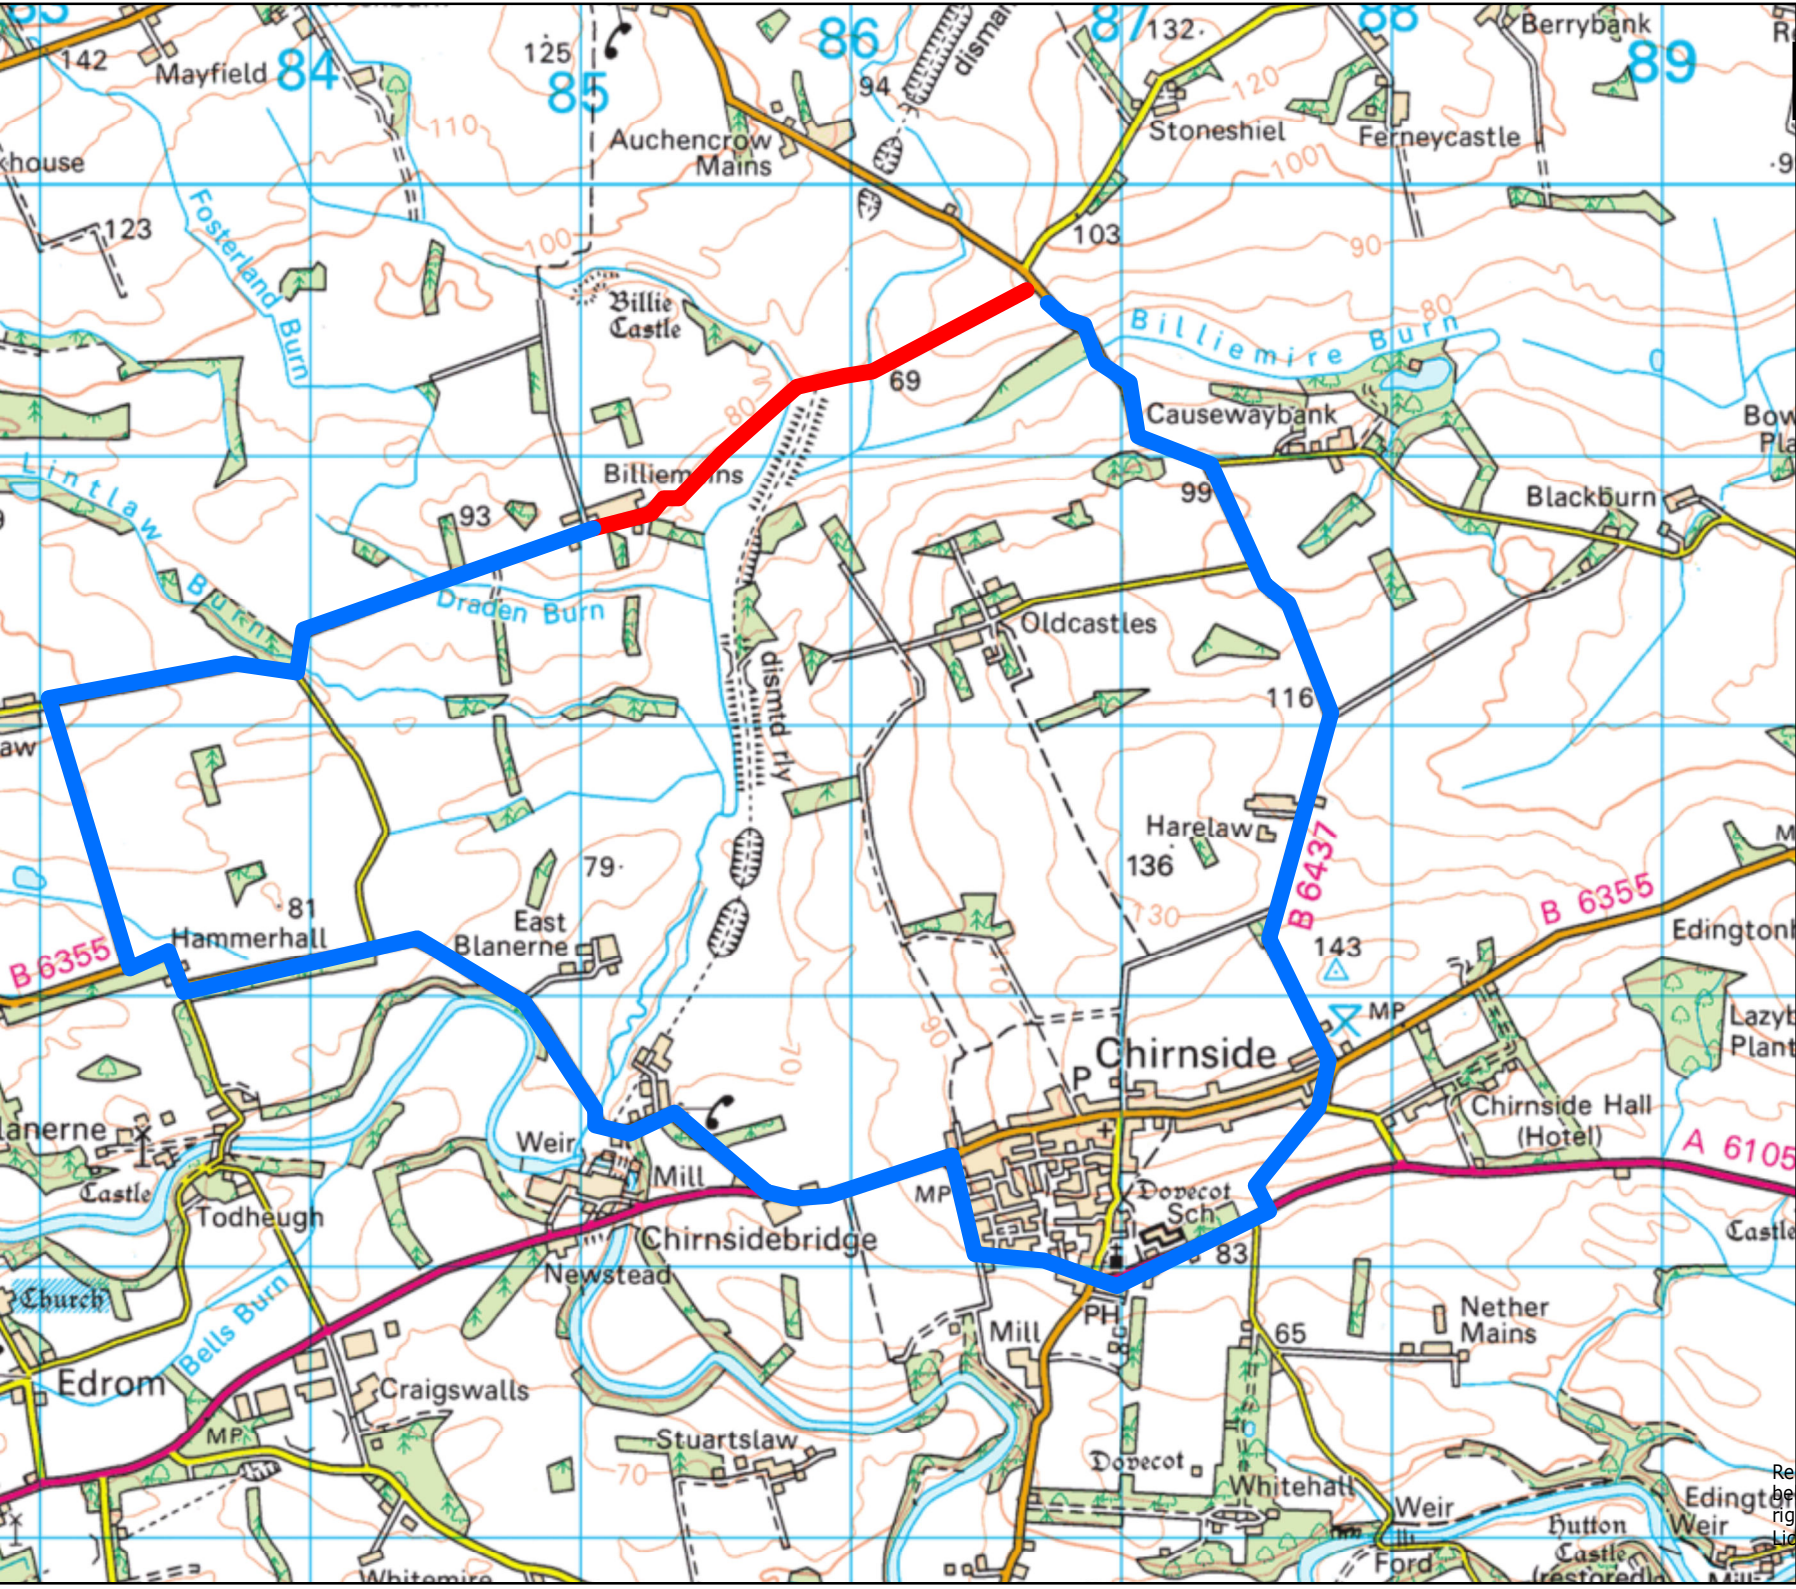 142
Mayfield
84
125
85
86
94
87
132
88
Berrybank
89
110
Auchencrow
Mains
120
Stoneshiel
Ferneycastle
100
123
Fosterland Burn
100
103
90
Billie
Castle
80
Billiemire Burn
69
80
Causewaybank
Lintlaw
Burn
93
99
Blackburn
Draden Burn
Oldcastles
dismtd rly
116
Harelaw
B 6437
136
79
81
Hammerhall
East
Blanerne
130
B 6355
B 6355
143
MP
70
90
70
Chirnside
P
Chirnside Hall
(Hotel)
A 6105
Weir
Mill
MP
Castle
Todheugh
Dovecot
Sch
83
Chirnsidebridge
Newstead
Church
Bells Burn
PH
Mill
65
Nether
Mains
Edrom
Craigswalls
MP
Stuartslaw
70
Dovecot
Whitehall
Weir
Ford
Hutton
Castle
(restored)
Weir